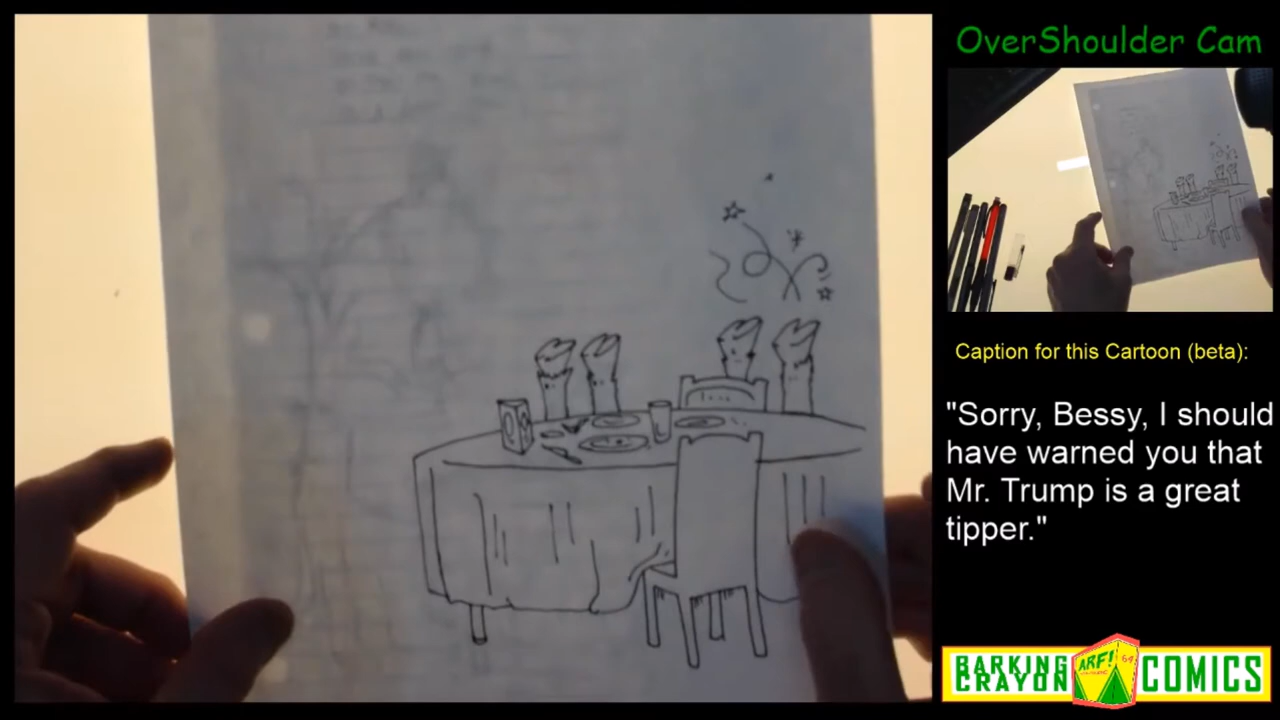 OverShoulder Cam
Caption for this Cartoon (beta):
"Sorry, Bessy, I should
have warned you that
Mr. Trump is a great
tipper."
BARKING CRAYON ARF! 64 COMICS